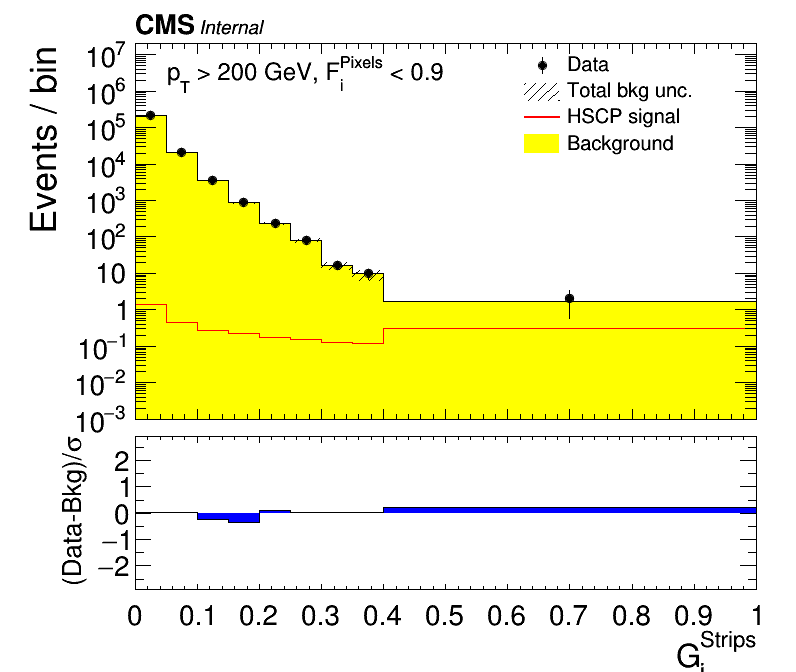 CMS Internal
p_T > 200 GeV, F_i^Pixels < 0.9
Data
Total bkg unc.
HSCP signal
Background
Events / bin
10^7
10^6
10^5
10^4
10^3
10^2
10
1
10^−1
10^−2
10^−3
(Data-Bkg)/σ
2
1
0
−1
−2
0 0.1 0.2 0.3 0.4 0.5 0.6 0.7 0.8 0.9 1
G_i^Strips